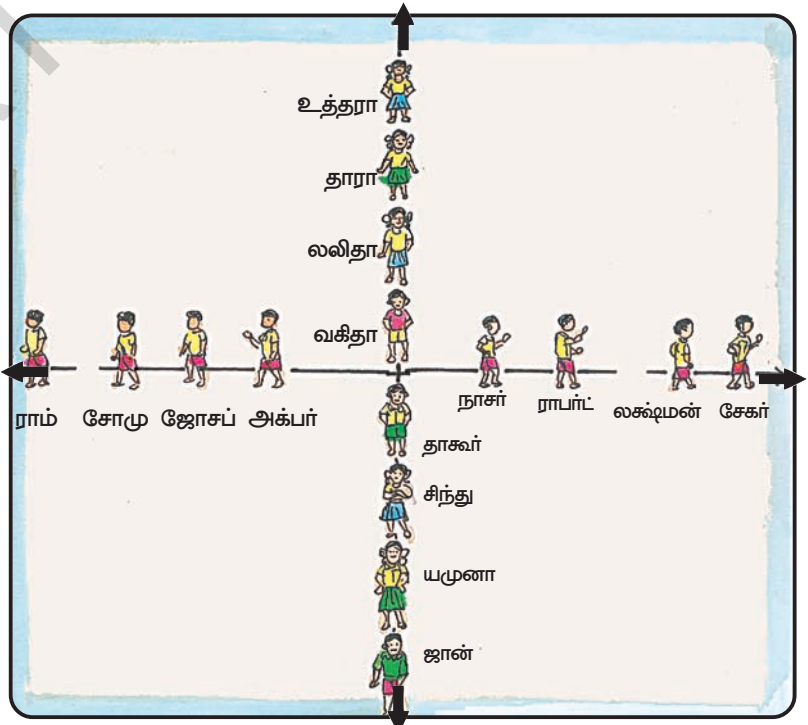 உத்தரா
தாரா
லலிதா
வகிதா
நாசர் ராபர்ட் லக்ஷ்மன் சேகர்
ராம் சோமு ஜோசப் அக்பர்
தாகூர்
சிந்து
யமுனா
ஜான்